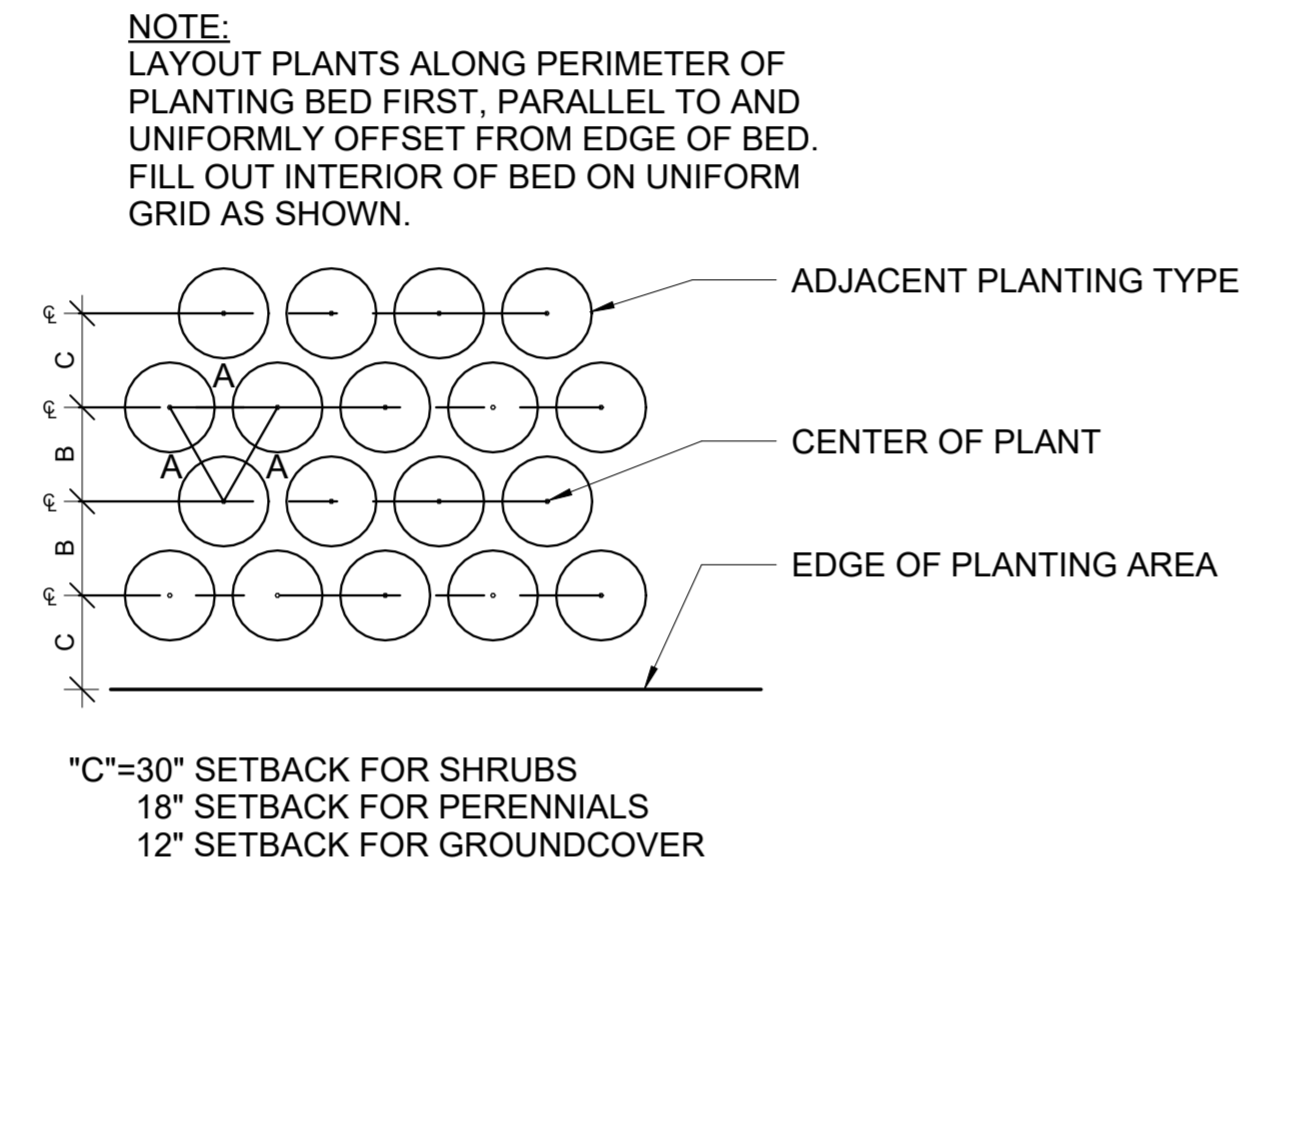 NOTE:
LAYOUT PLANTS ALONG PERIMETER OF
PLANTING BED FIRST, PARALLEL TO AND
UNIFORMLY OFFSET FROM EDGE OF BED.
FILL OUT INTERIOR OF BED ON UNIFORM
GRID AS SHOWN.
ADJACENT PLANTING TYPE
℄
C
A
℄
CENTER OF PLANT
B
A A
℄
B
EDGE OF PLANTING AREA
℄
C
"C"=30" SETBACK FOR SHRUBS
18" SETBACK FOR PERENNIALS
12" SETBACK FOR GROUNDCOVER